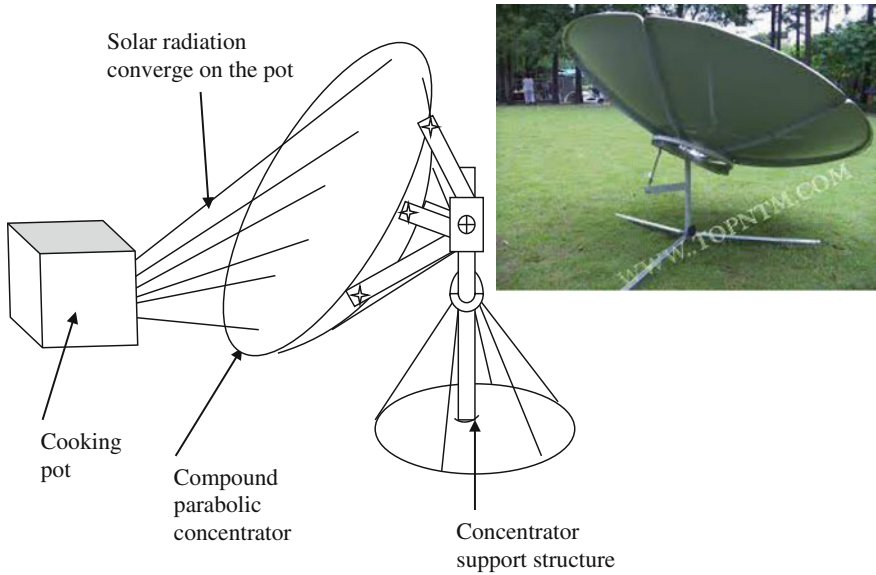 Solar radiation
converge on the pot
WWW.TOPNTM.COM
Cooking
pot
Compound
parabolic
concentrator
Concentrator
support structure